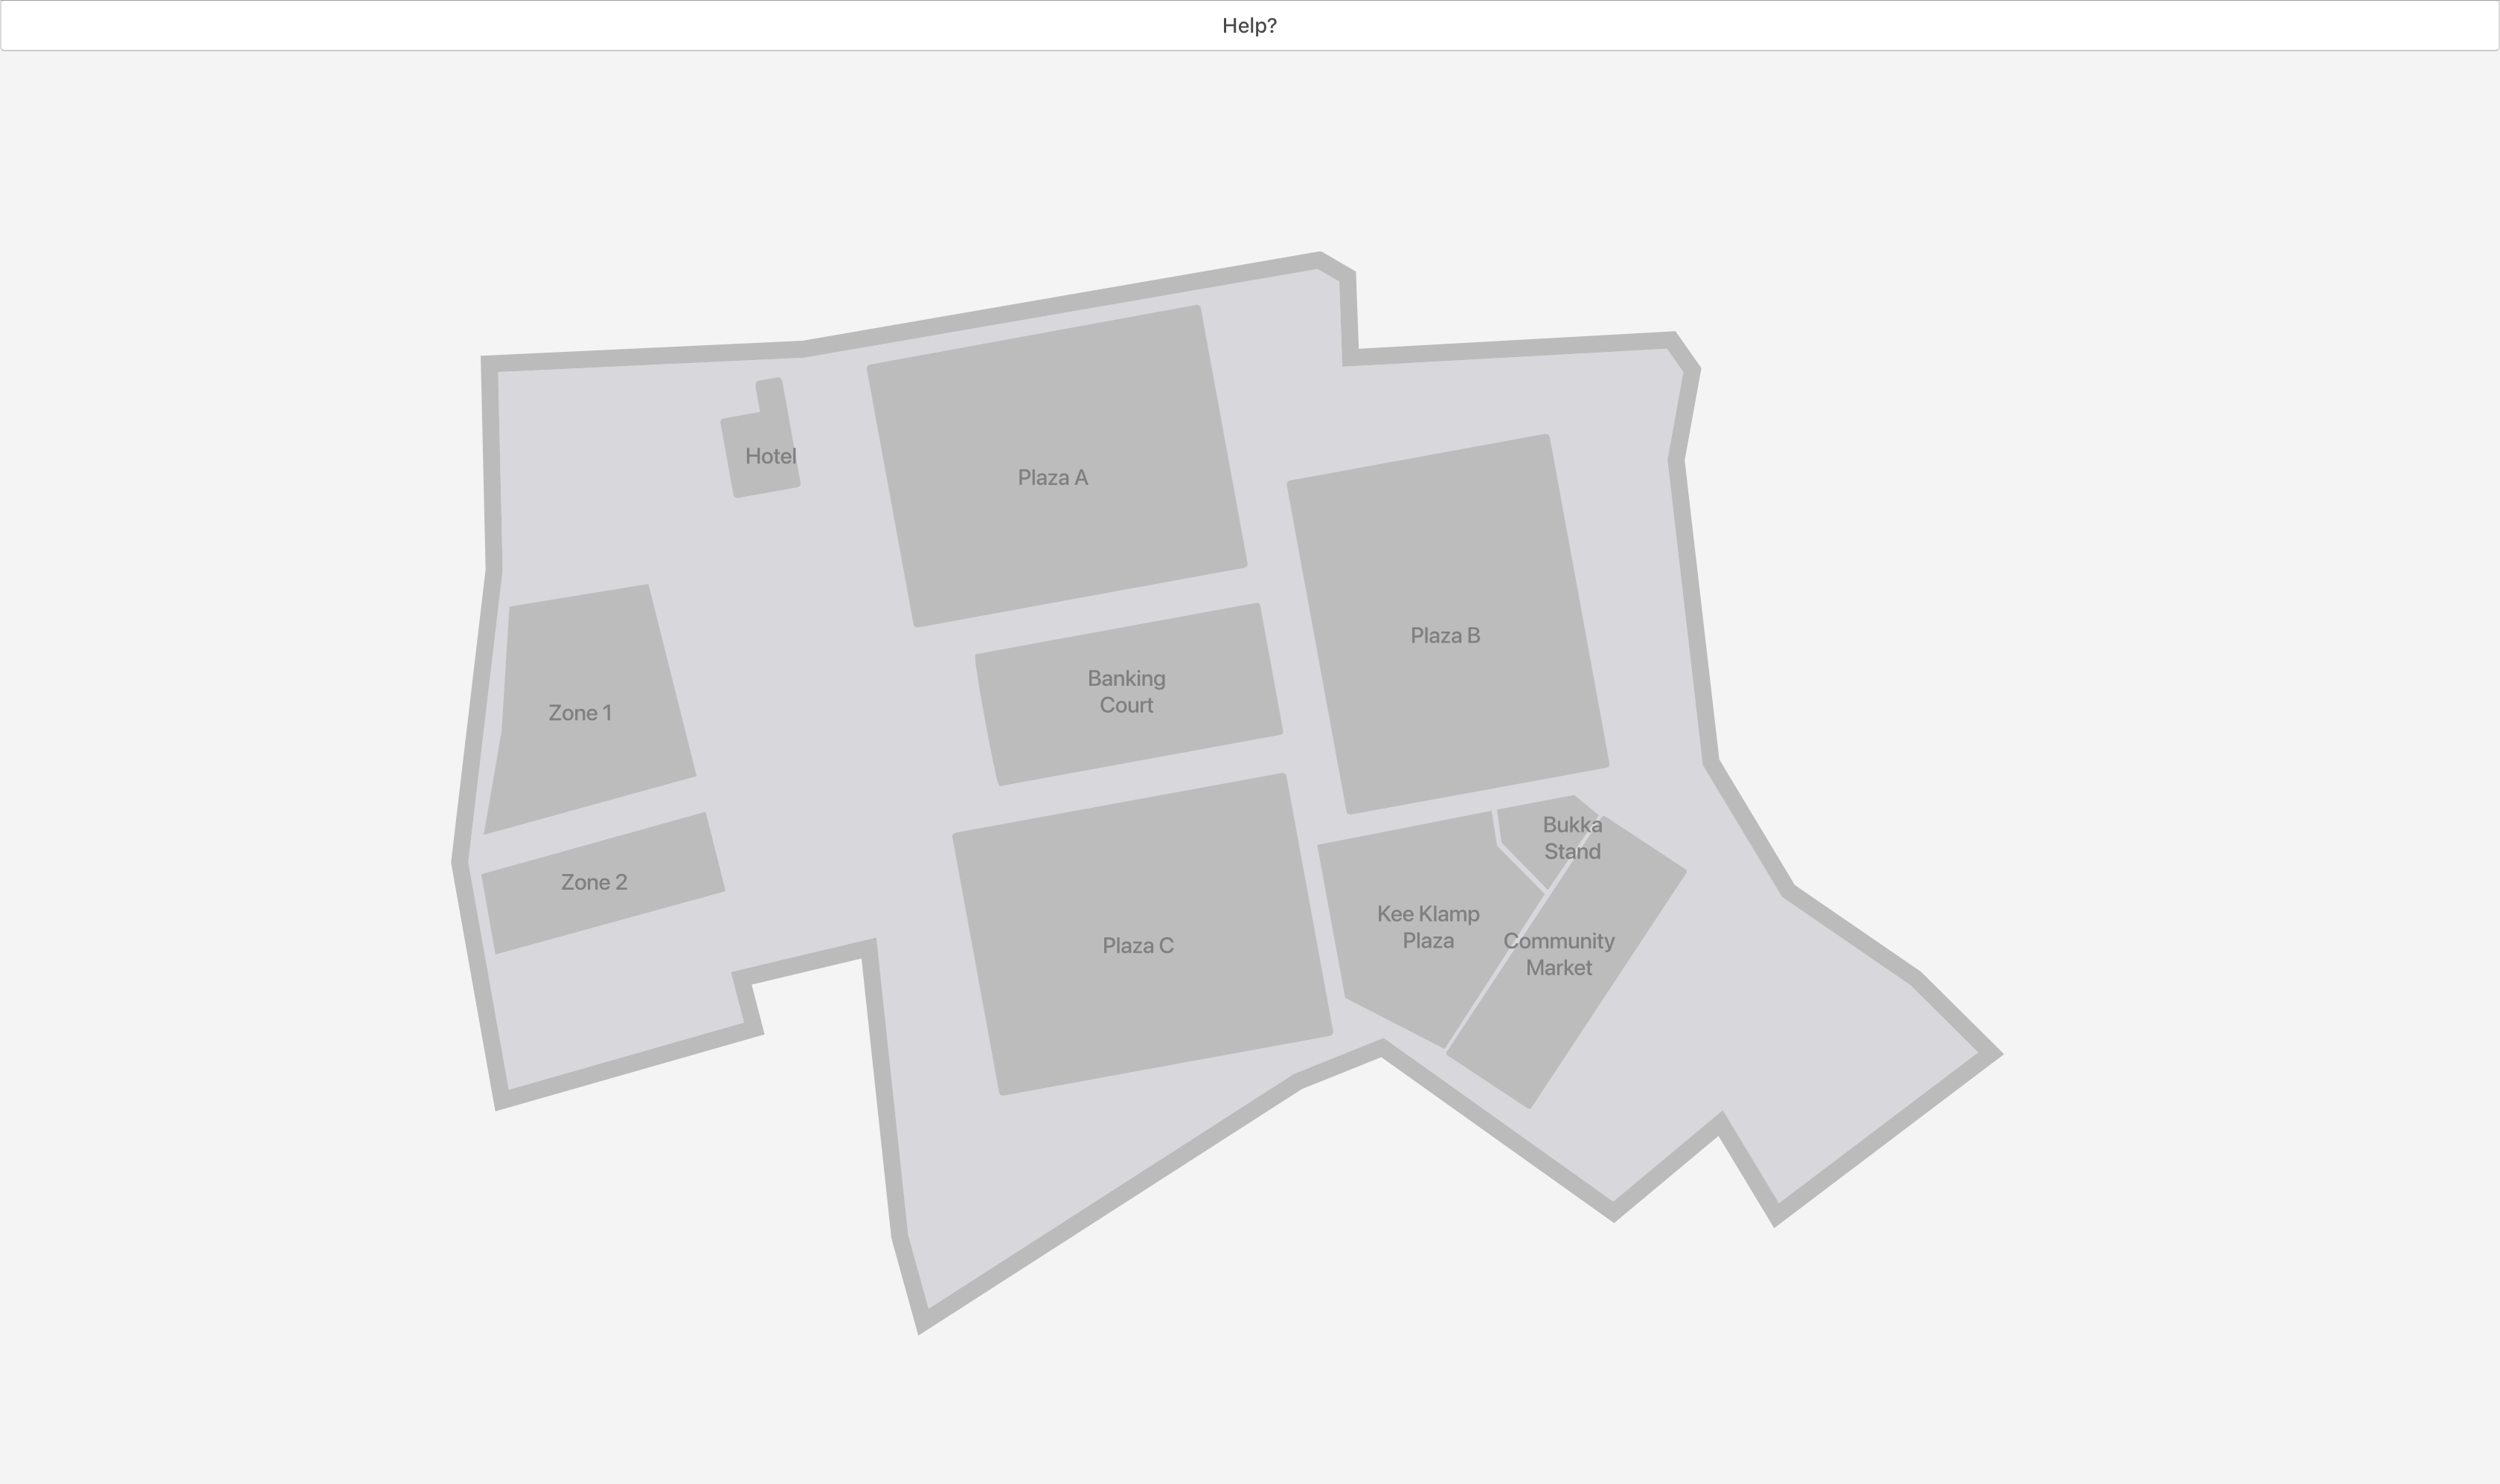 Help?
Hotel
Plaza A
Plaza B
Banking
Court
Zone 1
Zone 2
Bukka
Stand
Kee Klamp
Plaza
Community
Market
Plaza C